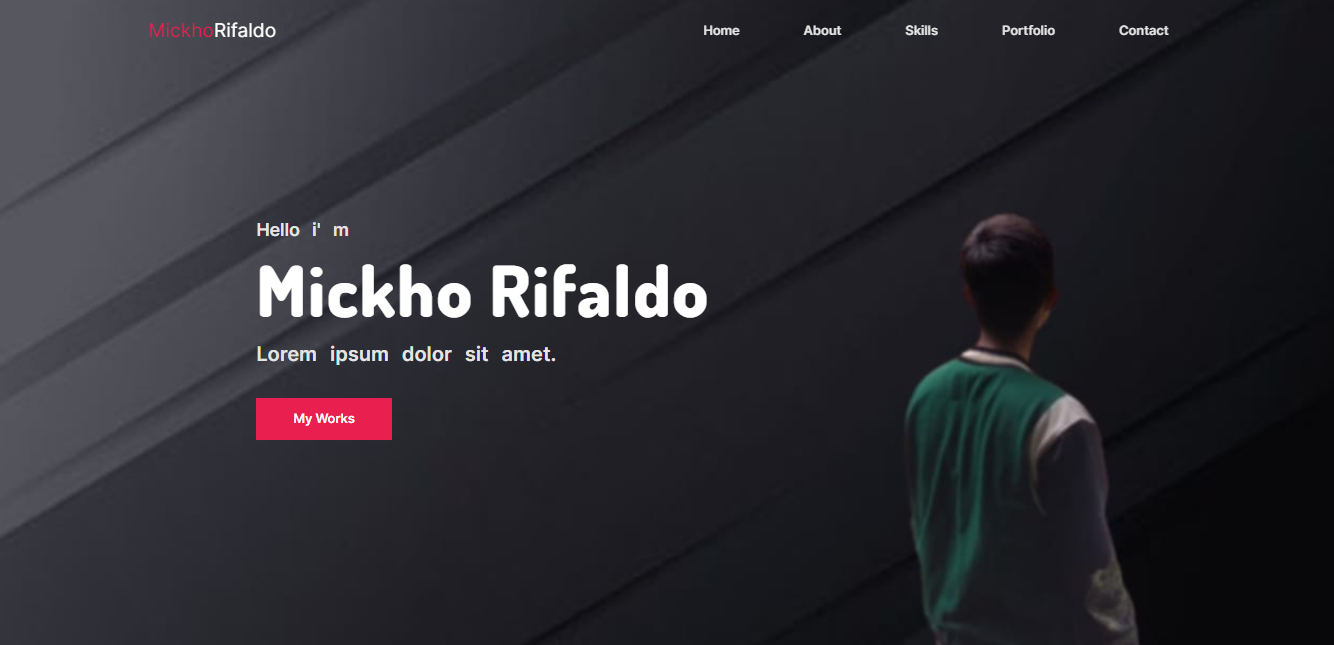 MickhoRifaldo
Home About Skills Portfolio Contact
Hello i' m
Mickho Rifaldo
Lorem ipsum dolor sit amet.
My Works